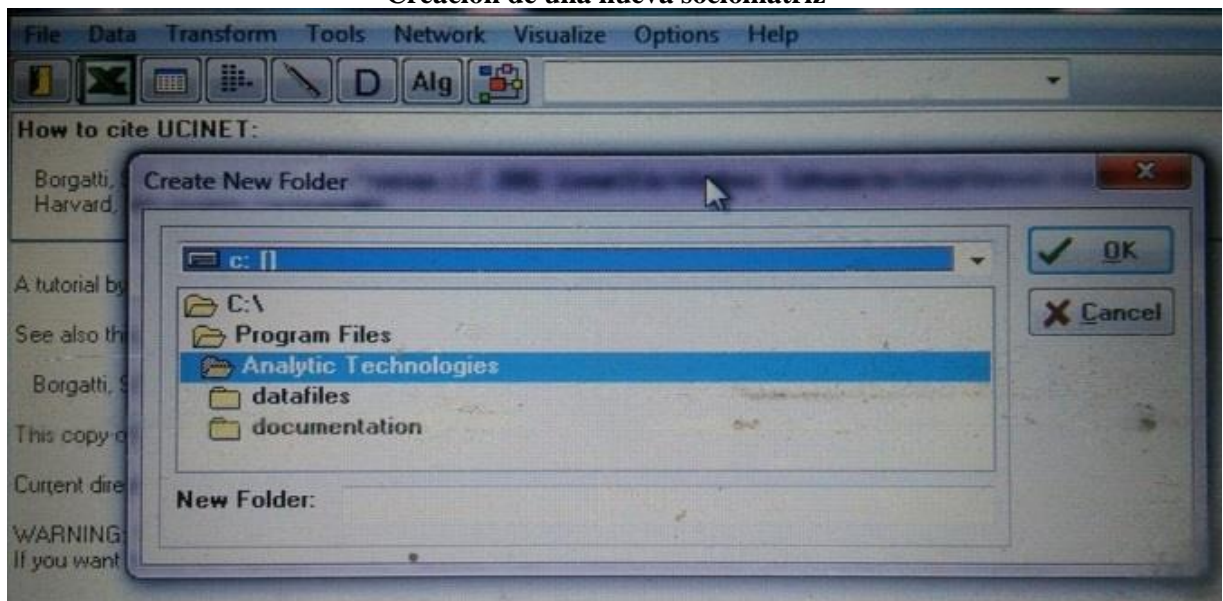 Creación de una nueva sociomatriz
File Data Transform Tools Network Visualize Options Help
D Alg
How to cite UCINET:
Borgatti,
Harvard,
Create New Folder
c: []
OK
C:\
Cancel
A tutorial by
Program Files
See also
Analytic Technologies
Borgatti,
datafiles
documentation
This copy
Current
New Folder:
WARNING:
If you want